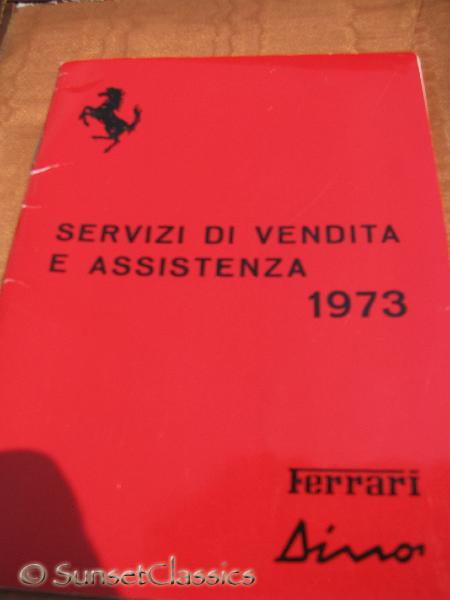 SERVIZI DI VENDITA
E ASSISTENZA
1973
Ferrari
Dino
© SunsetClassics